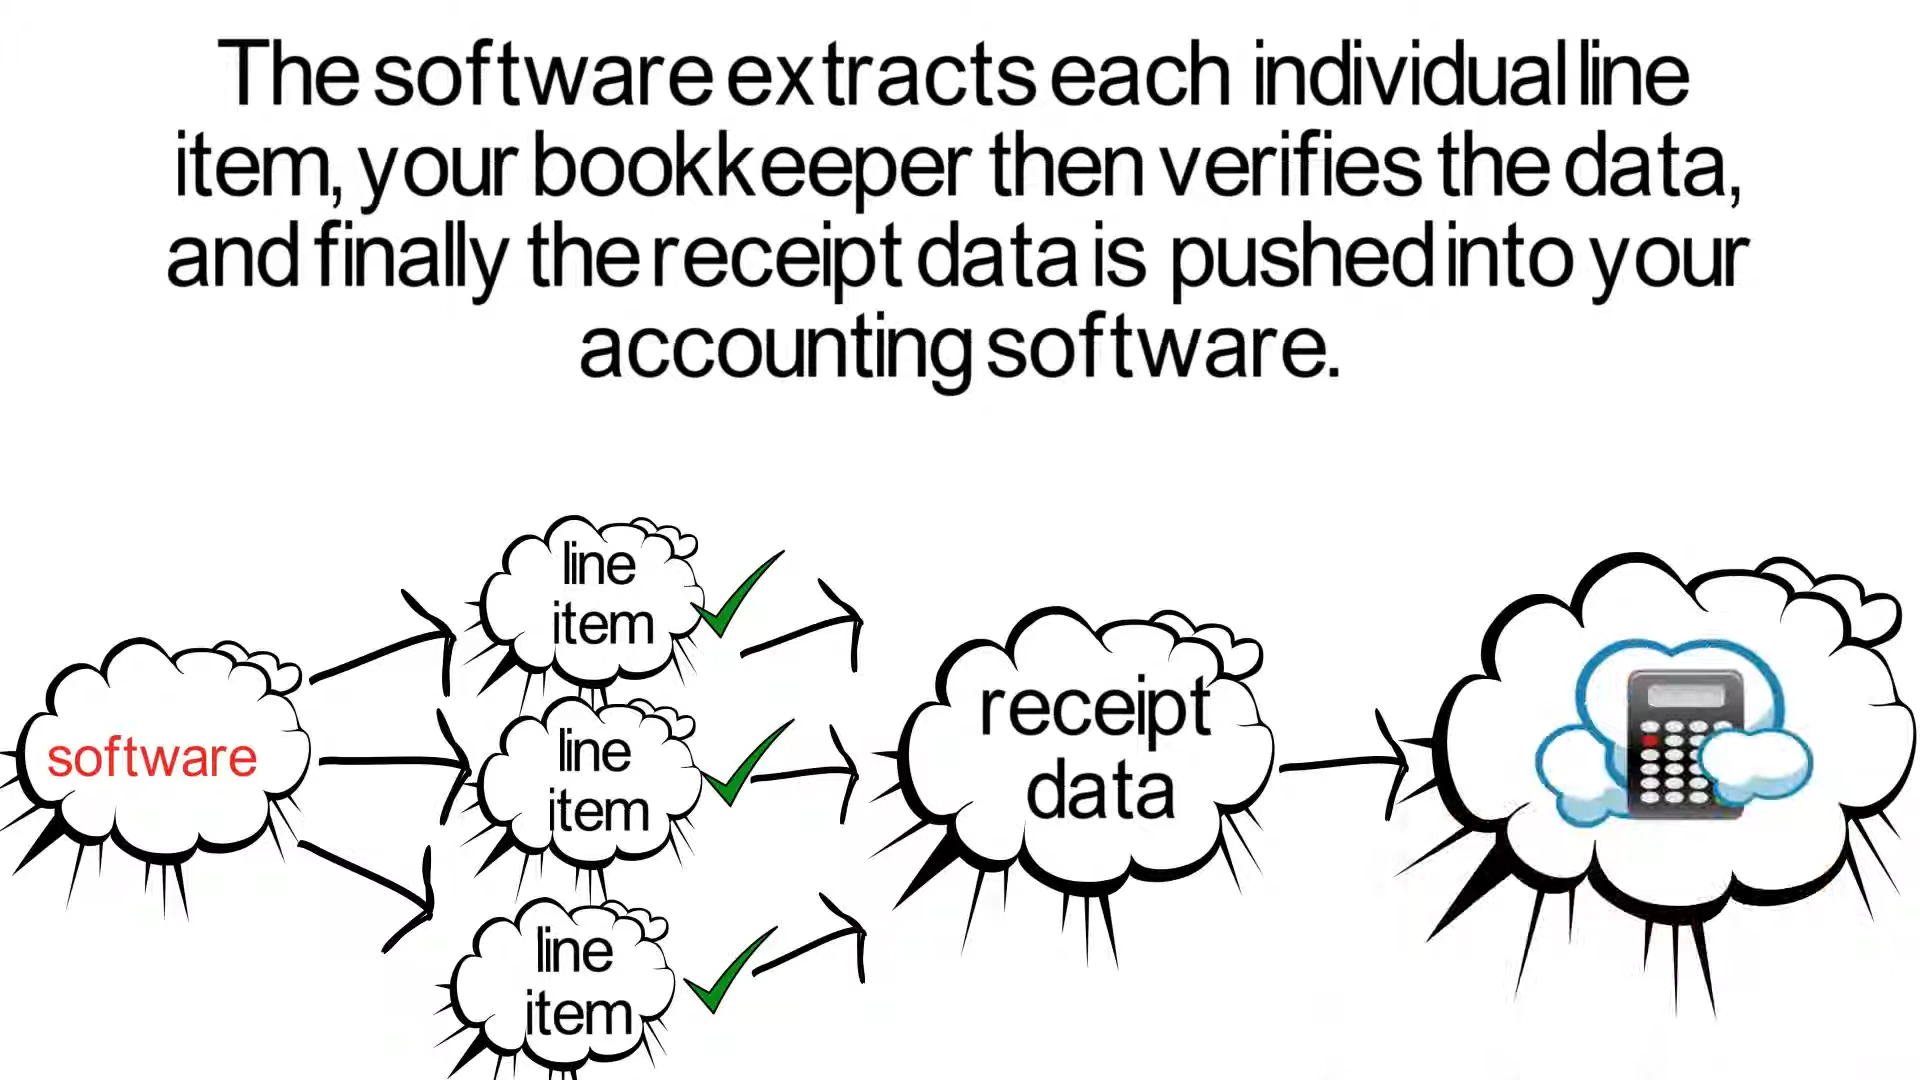 The software extracts each individual line
item, your bookkeeper then verifies the data,
and finally the receipt data is pushed into your
accounting software.
line
item
software
line
item
receipt
data
line
item